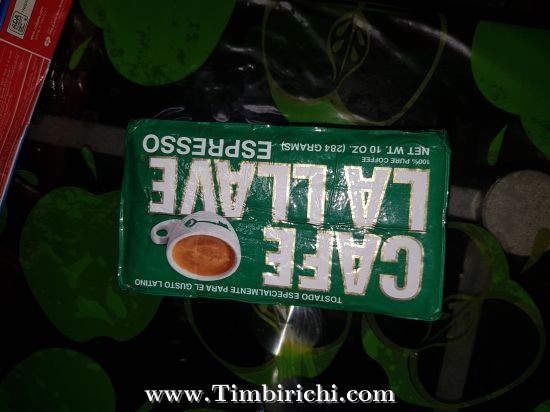 TOSTADO ESPECIALMENTE PARA EL GUSTO LATINO
CAFE
LA LLAVE
100% PURE COFFEE
ESPRESSO
NET WT. 10 OZ. (284 GRAMS)
www.Timbirichi.com